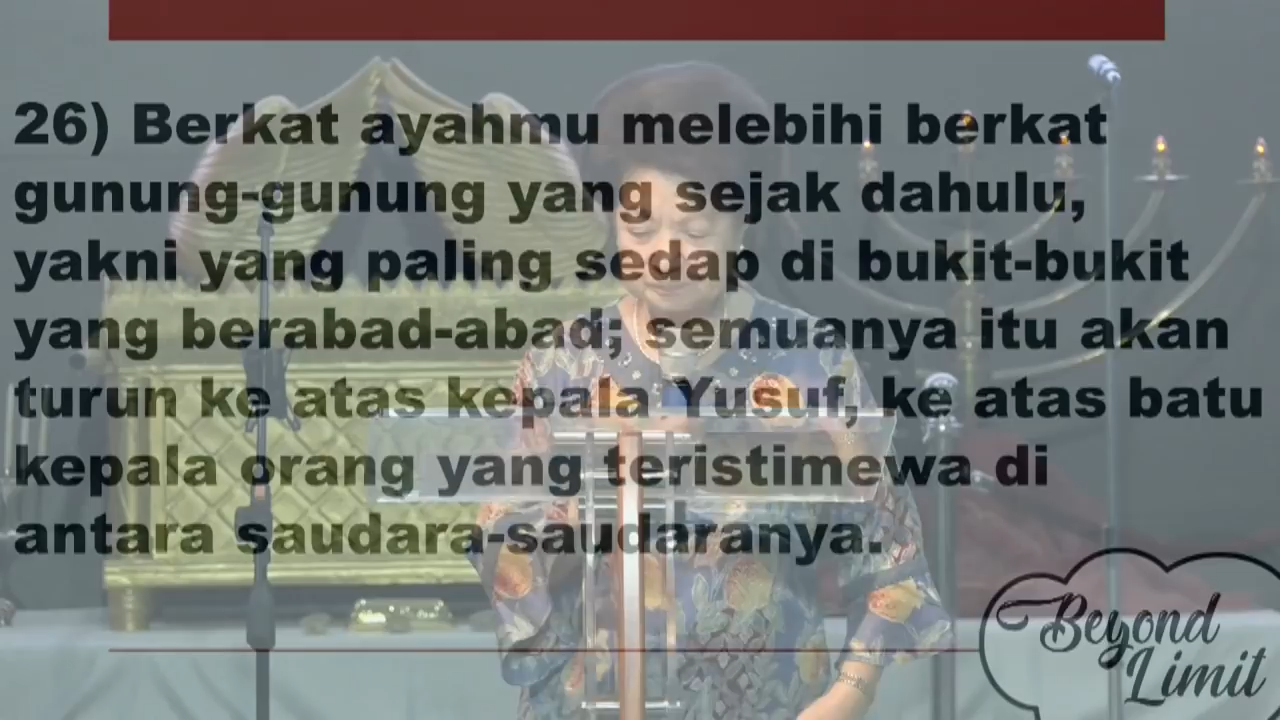 26) Berkat ayahmu melebihi berkat
gunung-gunung yang sejak dahulu,
yakni yang paling sedap di bukit-bukit
yang berabad-abad; semuanya itu akan
turun ke atas kepala Yusuf, ke atas batu
kepala orang yang teristimewa di
antara saudara-saudaranya.
Beyond
Limit